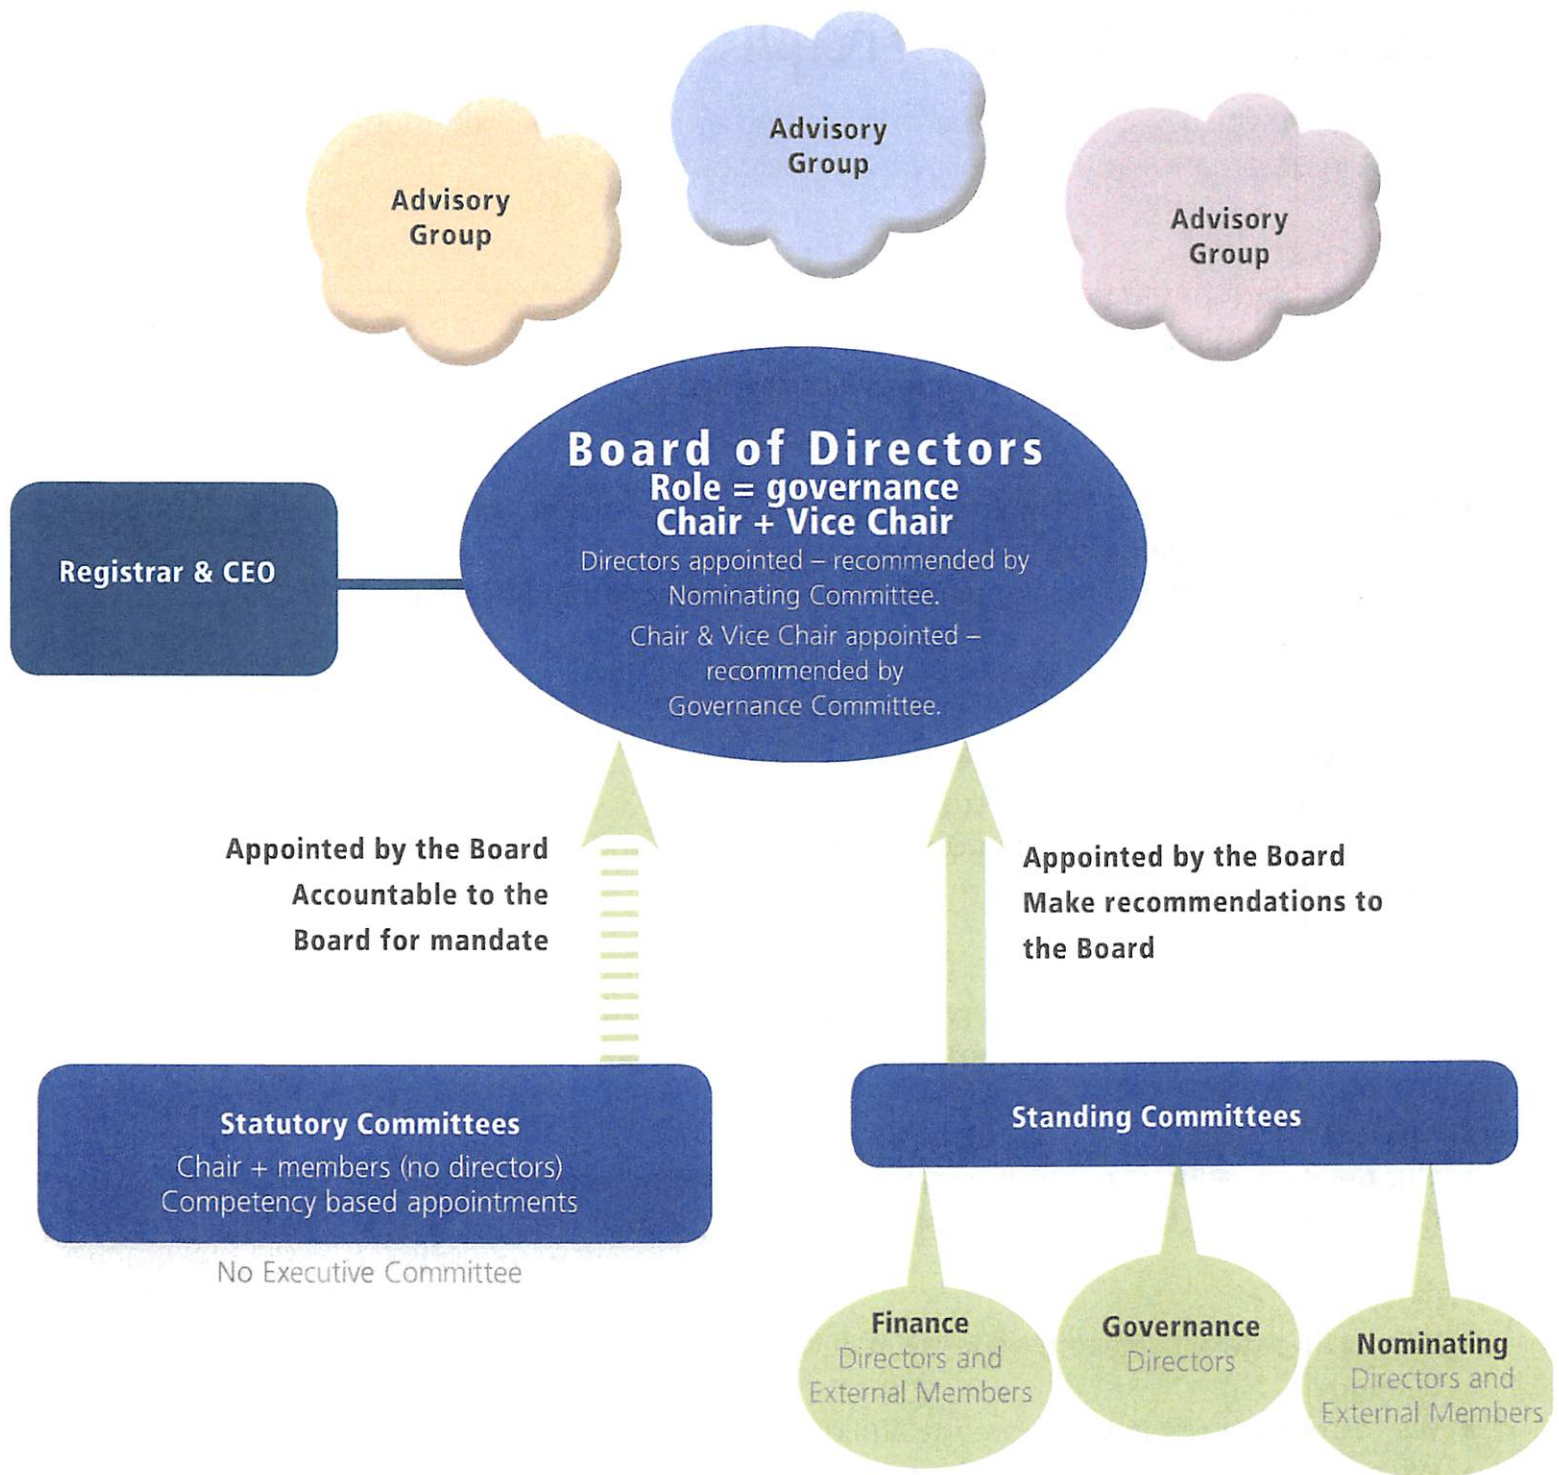 Advisory
Group
Advisory
Group
Advisory
Group
Board of Directors
Role = governance
Chair + Vice Chair
Directors appointed – recommended by
Nominating Committee.
Chair & Vice Chair appointed –
recommended by
Governance Committee.
Registrar & CEO
Appointed by the Board
Accountable to the
Board for mandate
Appointed by the Board
Make recommendations to
the Board
Statutory Committees
Chair + members (no directors)
Competency based appointments
No Executive Committee
Standing Committees
Finance
Directors and
External Members
Governance
Directors
Nominating
Directors and
External Members